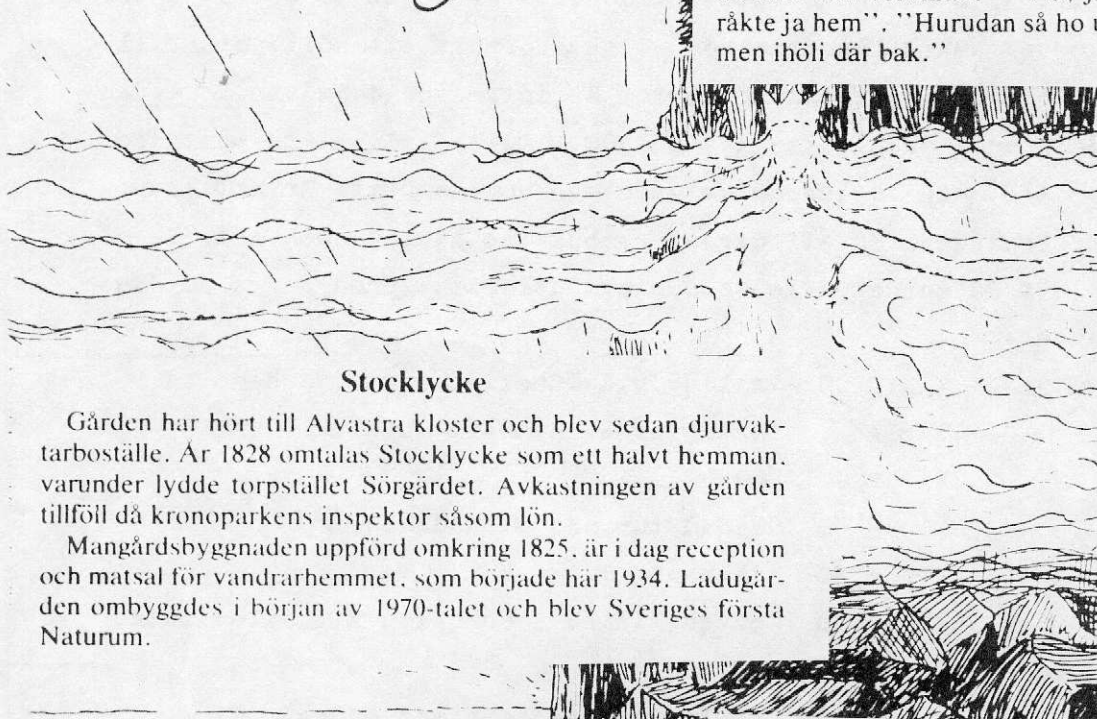 råkte ja hem”. ”Hurudan så ho
men ihöli där bak.”
Stocklycke
Gården har hört till Alvastra kloster och blev sedan djurvak-
tarboställe. År 1828 omtalas Stocklycke som ett halvt hemman.
varunder lydde torpstället Sörgärdet. Avkastningen av gården
tillföll då kronoparkens inspektor såsom lön.
Mangårdsbyggnaden uppförd omkring 1825, är i dag reception
och matsal för vandrarhemmet, som började här 1934. Ladugår-
den ombyggdes i början av 1970-talet och blev Sveriges första
Naturum.